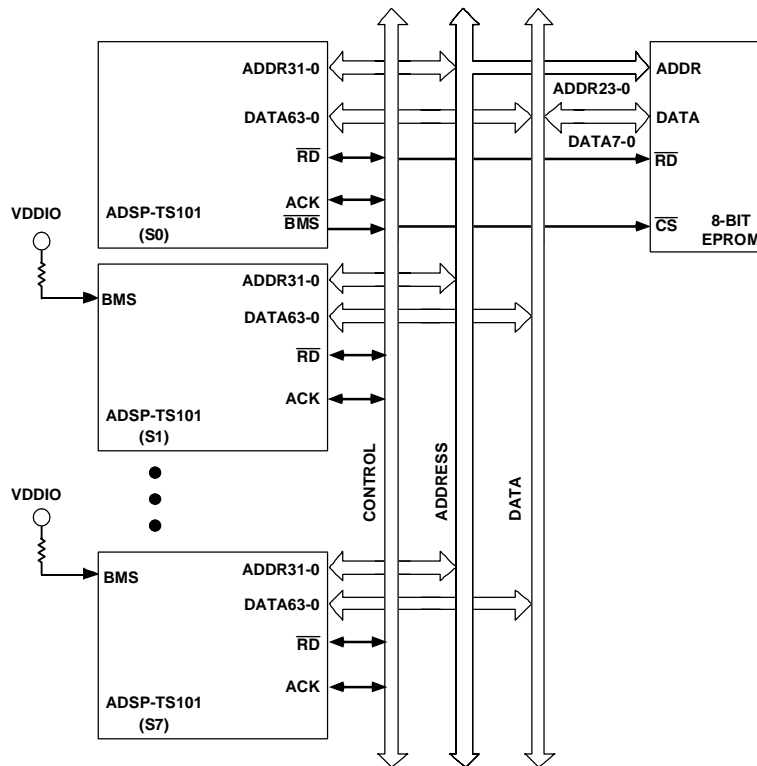 ADDR31-0
DATA63-0
RD
ACK
BMS
ADSP-TS101
(S0)
ADDR
ADDR23-0
DATA
DATA7-0
RD
CS
8-BIT
EPROM
VDDIO
BMS
ADDR31-0
DATA63-0
RD
ACK
ADSP-TS101
(S1)
CONTROL
ADDRESS
DATA
VDDIO
BMS
ADDR31-0
DATA63-0
RD
ACK
ADSP-TS101
(S7)